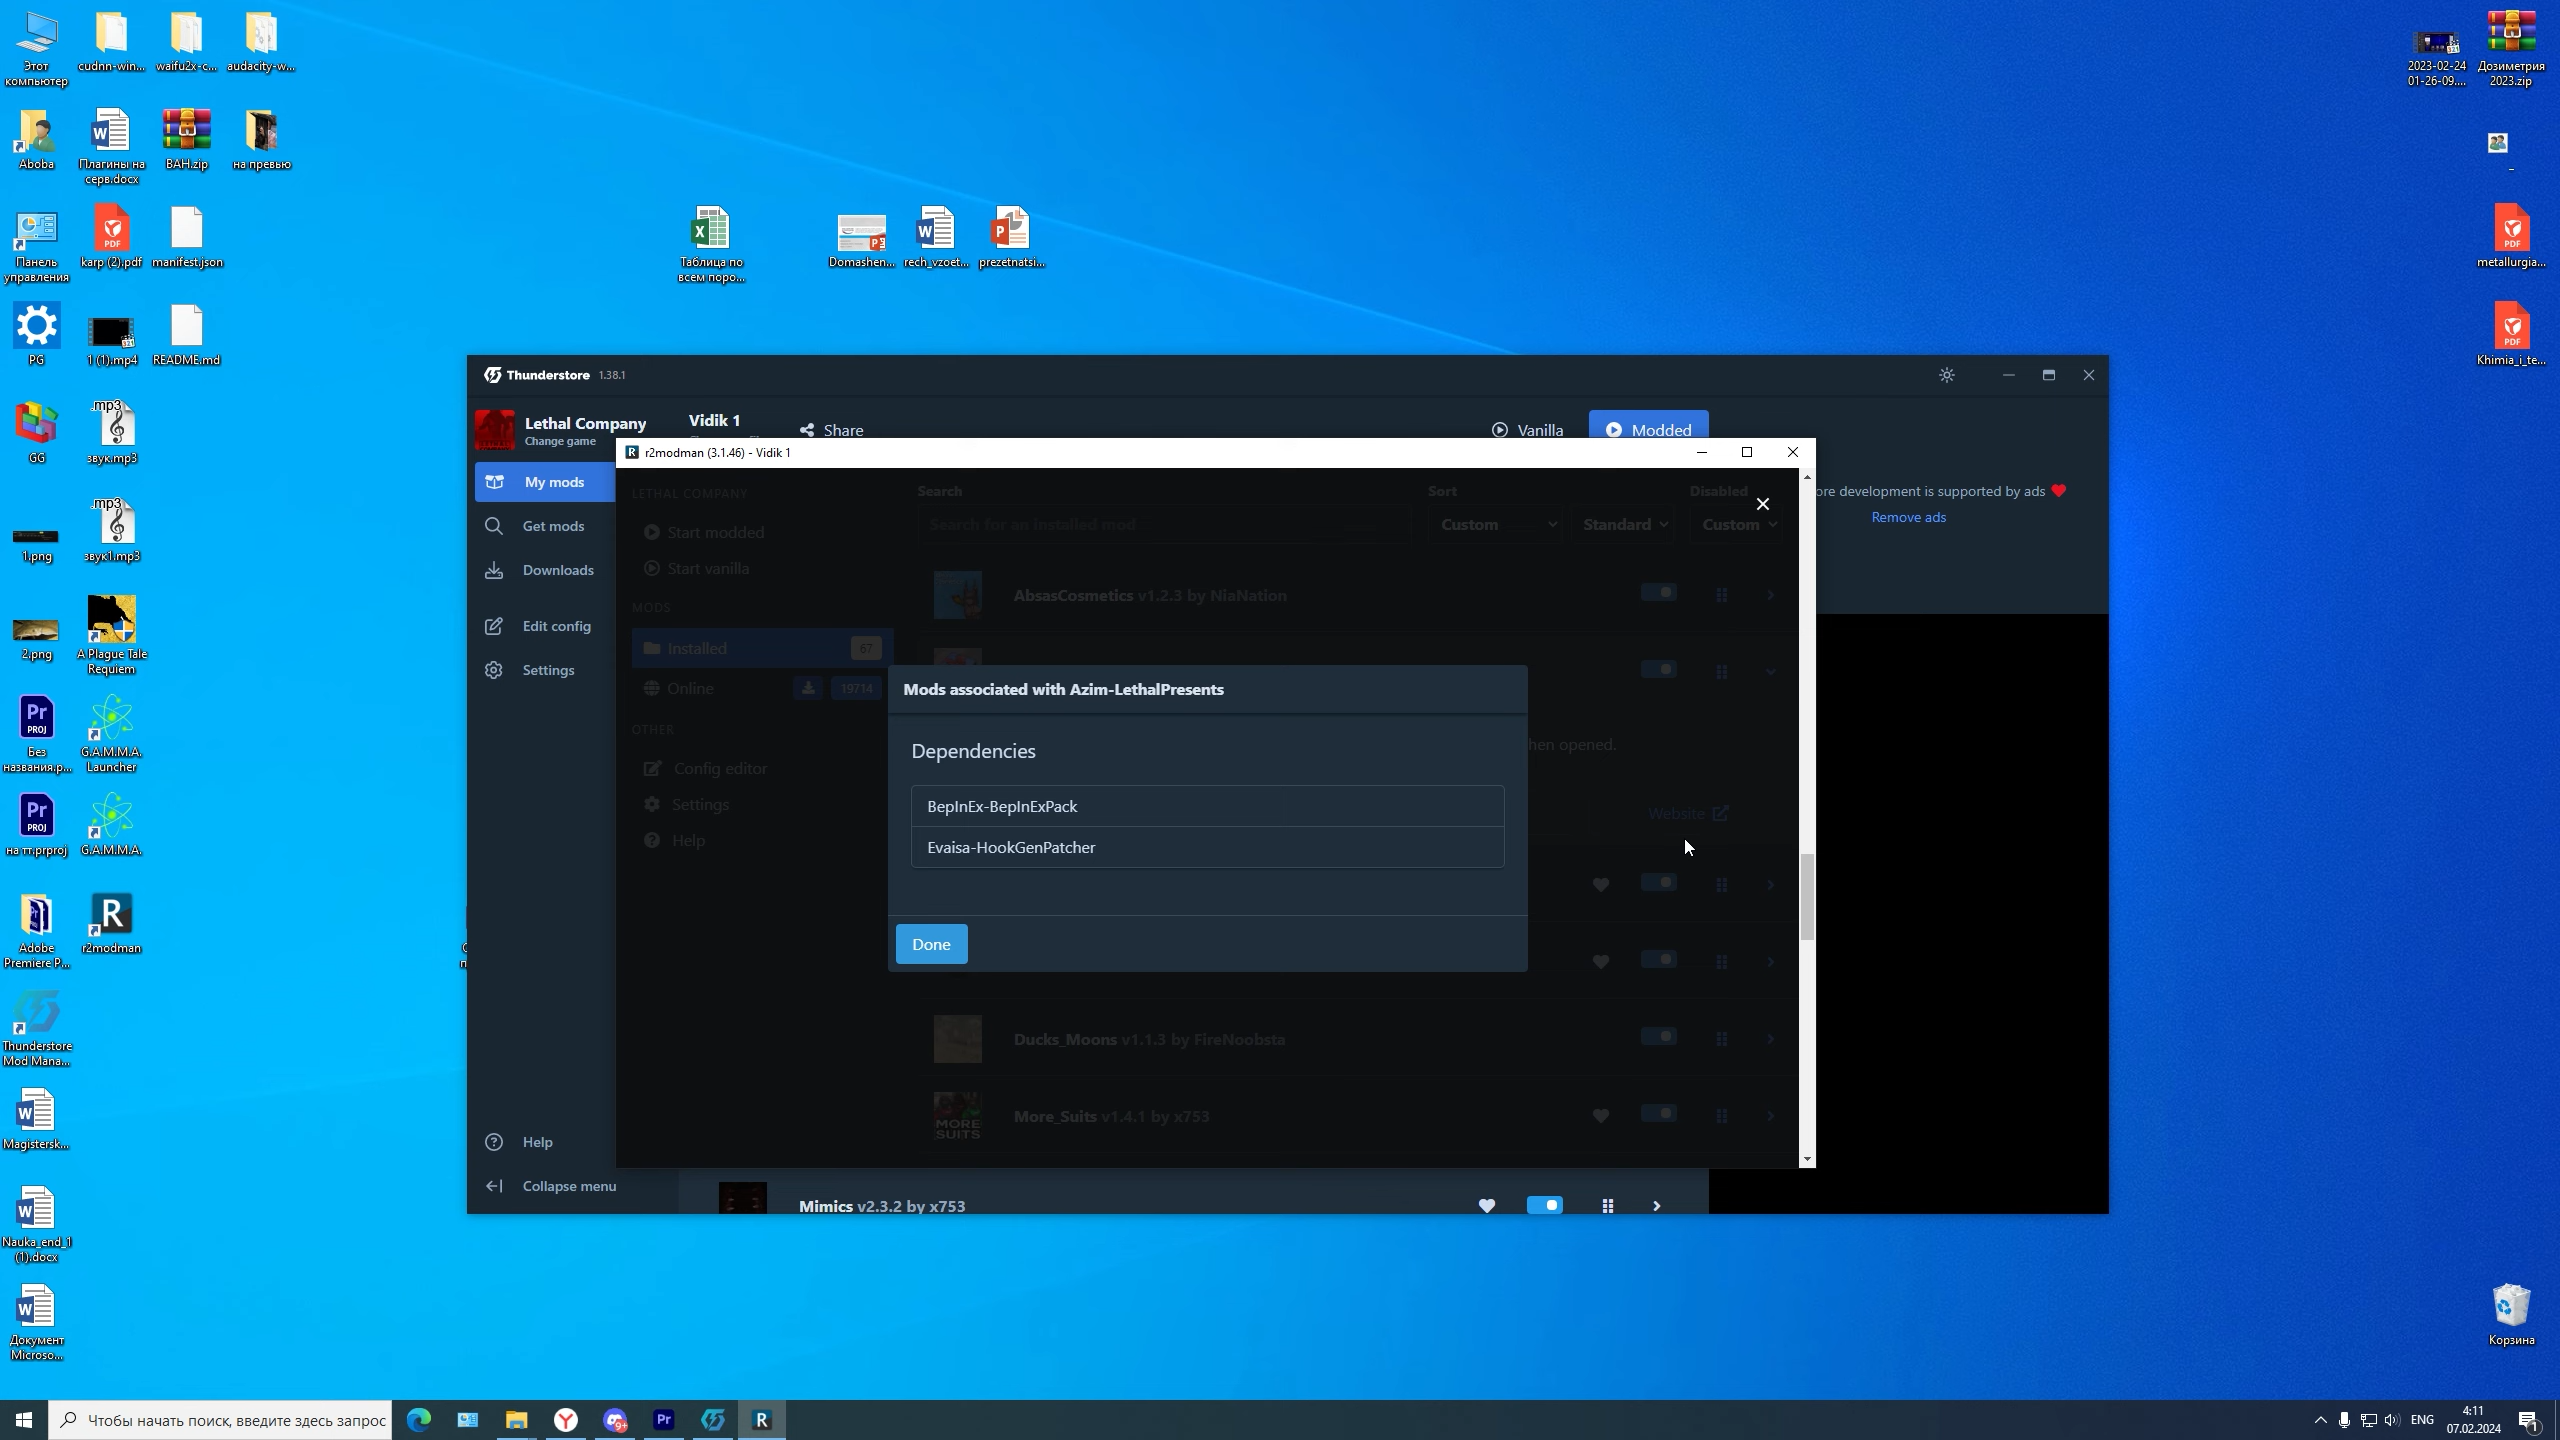 Этот
компьютер
cudnn-win...
waifu2x-c...
audacity-w...
Aboba
Плагины на
серв.docx
BAH.zip
на превью
Панель
управления
karp (2).pdf
manifest.json
PG
1 (1).mp4
README.md
GG
.mp3
звук.mp3
1.png
.mp3
звук1.mp3
2.png
A Plague Tale
Requiem
Без
названия.p...
G.A.M.M.A.
Launcher
на тт.prproj
G.A.M.M.A.
Adobe
Premiere P...
r2modman
Thunderstore
Mod Mana...
Magistersk...
Nauka_end_1
(1).docx
Документ
Microso...
Таблица по
всем поро...
Domashen...
rech_vzoet...
prezetnatsi...
2023-02-24
01-26-09....
Дозиметрия
2023.zip
metallurgia...
Khimia_i_te...
Корзина
Thunderstore 1.38.1
Lethal Company
Change game
Vidik 1
Share
Vanilla
Modded
My mods
Get mods
Downloads
Edit config
Settings
Help
Collapse menu
ore development is supported by ads
Remove ads
Mimics v2.3.2 by x753
r2modman (3.1.46) - Vidik 1
LETHAL COMPANY
Start modded
Start vanilla
MODS
Installed 67
Online 19714
OTHER
Config editor
Settings
Help
Search
Search for an installed mod
Sort
Custom
Standard
Disabled
Custom
AbsasCosmetics v1.2.3 by NiaNation
hen opened.
Website
Ducks_Moons v1.1.3 by FireNoobsta
MORE
SUITS
More_Suits v1.4.1 by x753
Mods associated with Azim-LethalPresents
Dependencies
BepInEx-BepInExPack
Evaisa-HookGenPatcher
Done
Чтобы начать поиск, введите здесь запрос
ENG
4:11
07.02.2024